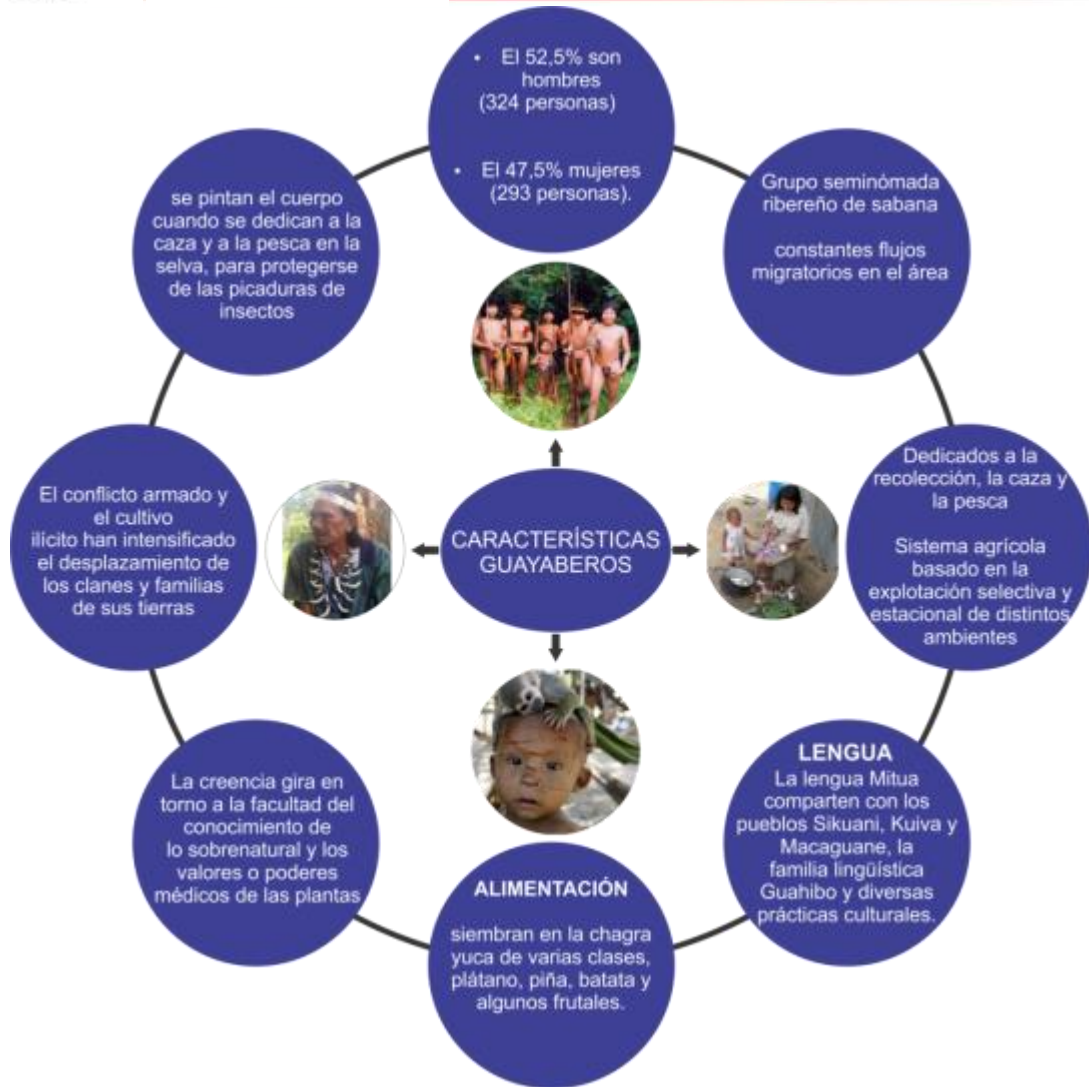 • El 52,5% son
hombres
(324 personas)
• El 47,5% mujeres
(293 personas).
Grupo seminómada
ribereño de sabana
constantes flujos
migratorios en el área
Dedicados a la
recolección, la caza y
la pesca
Sistema agrícola
basado en la
explotación selectiva y
estacional de distintos
ambientes
LENGUA
La lengua Mitua
comparten con los
pueblos Sikuani, Kuiva y
Macaguane, la
familia lingüística
Guahibo y diversas
prácticas culturales.
ALIMENTACIÓN
siembran en la chagra
yuca de varias clases,
plátano, piña, batata y
algunos frutales.
La creencia gira en
torno a la facultad del
conocimiento de
lo sobrenatural y los
valores o poderes
médicos de las plantas
El conflicto armado y
el cultivo
ilícito han intensificado
el desplazamiento de
los clanes y familias
de sus tierras
se pintan el cuerpo
cuando se dedican a la
caza y a la pesca en la
selva, para protegerse
de las picaduras de
insectos
CARACTERÍSTICAS
GUAYABEROS